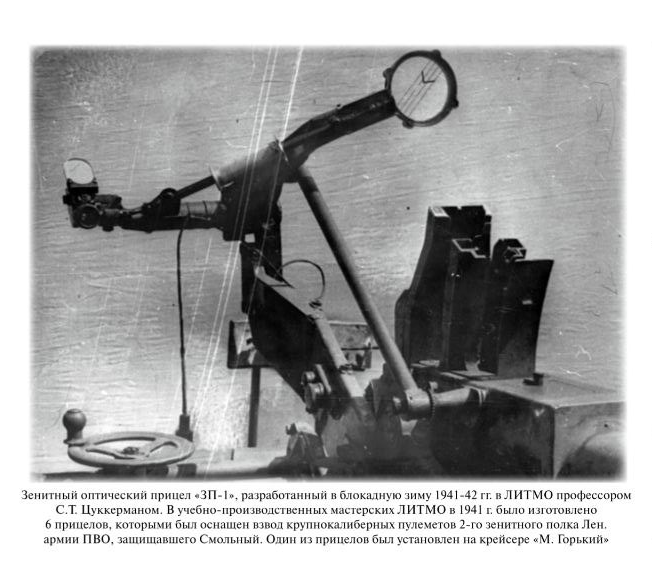 Зенитный оптический прицел «ЗП-1», разработанный в блокадную зиму 1941-42 гг. в ЛИТМО профессором
С.Т. Цуккерманом. В учебно-производственных мастерских ЛИТМО в 1941 г. было изготовлено
6 прицелов, которыми был оснащен взвод крупнокалиберных пулеметов 2-го зенитного полка Лен.
армии ПВО, защищавшего Смольный. Один из прицелов был установлен на крейсере «М. Горький»